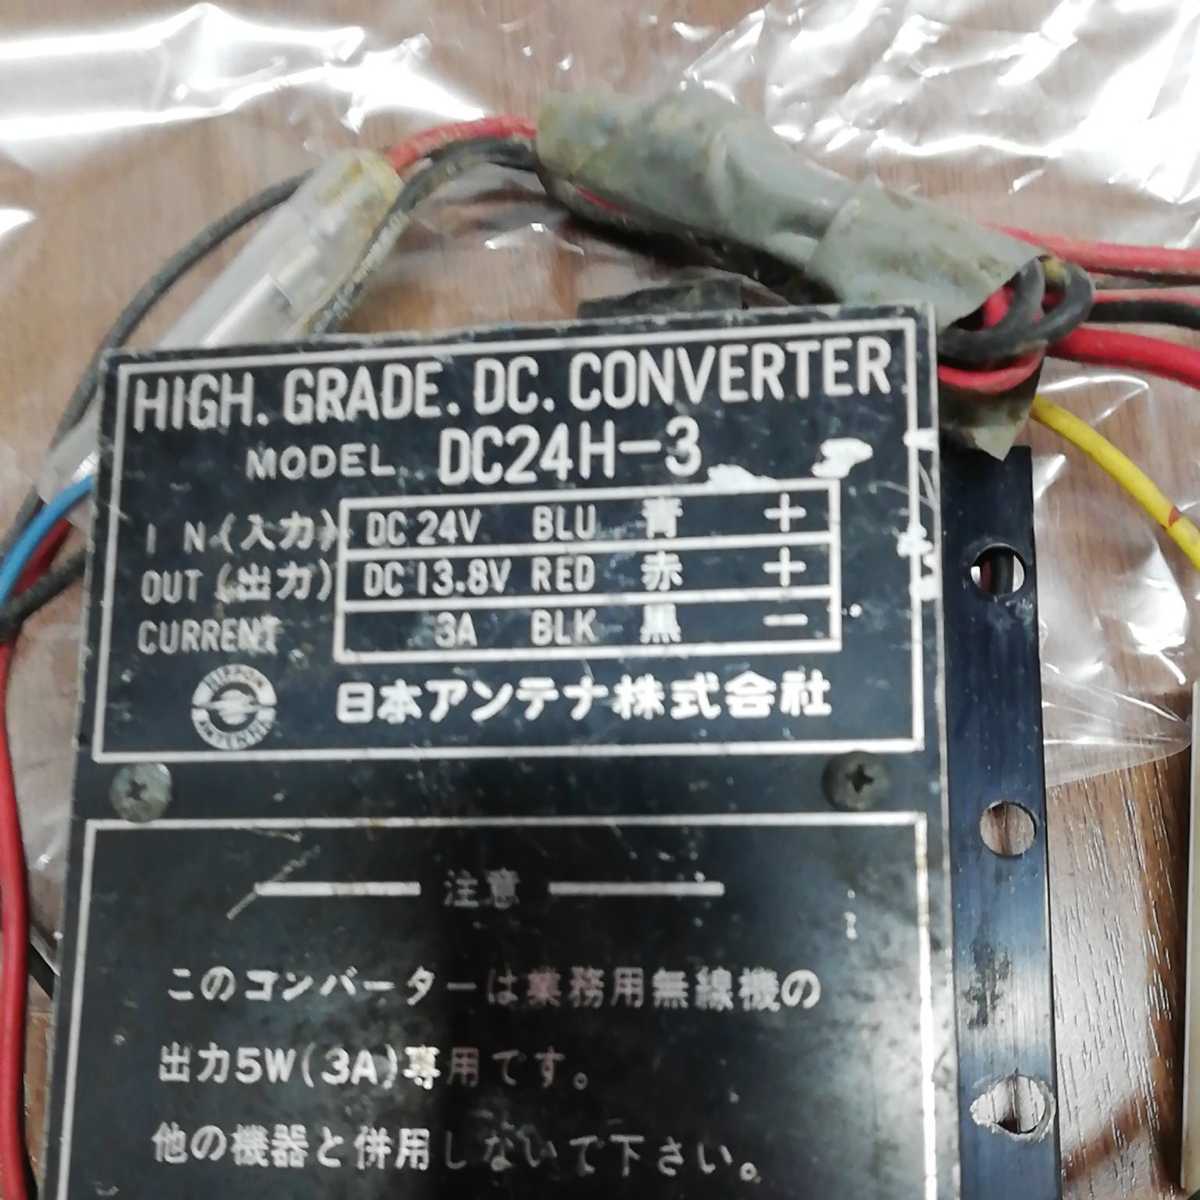 HIGH. GRADE. DC. CONVERTER
MODEL DC24H-3
IN(入力) DC 24V BLU 青 +
OUT(出力) DC 13.8V RED 赤 +
CURRENT 3A BLK 黒 −
日本アンテナ株式会社
注意
このコンバーターは業務用無線機の
出力5W(3A)専用です。
他の機器と併用しないで下さい。